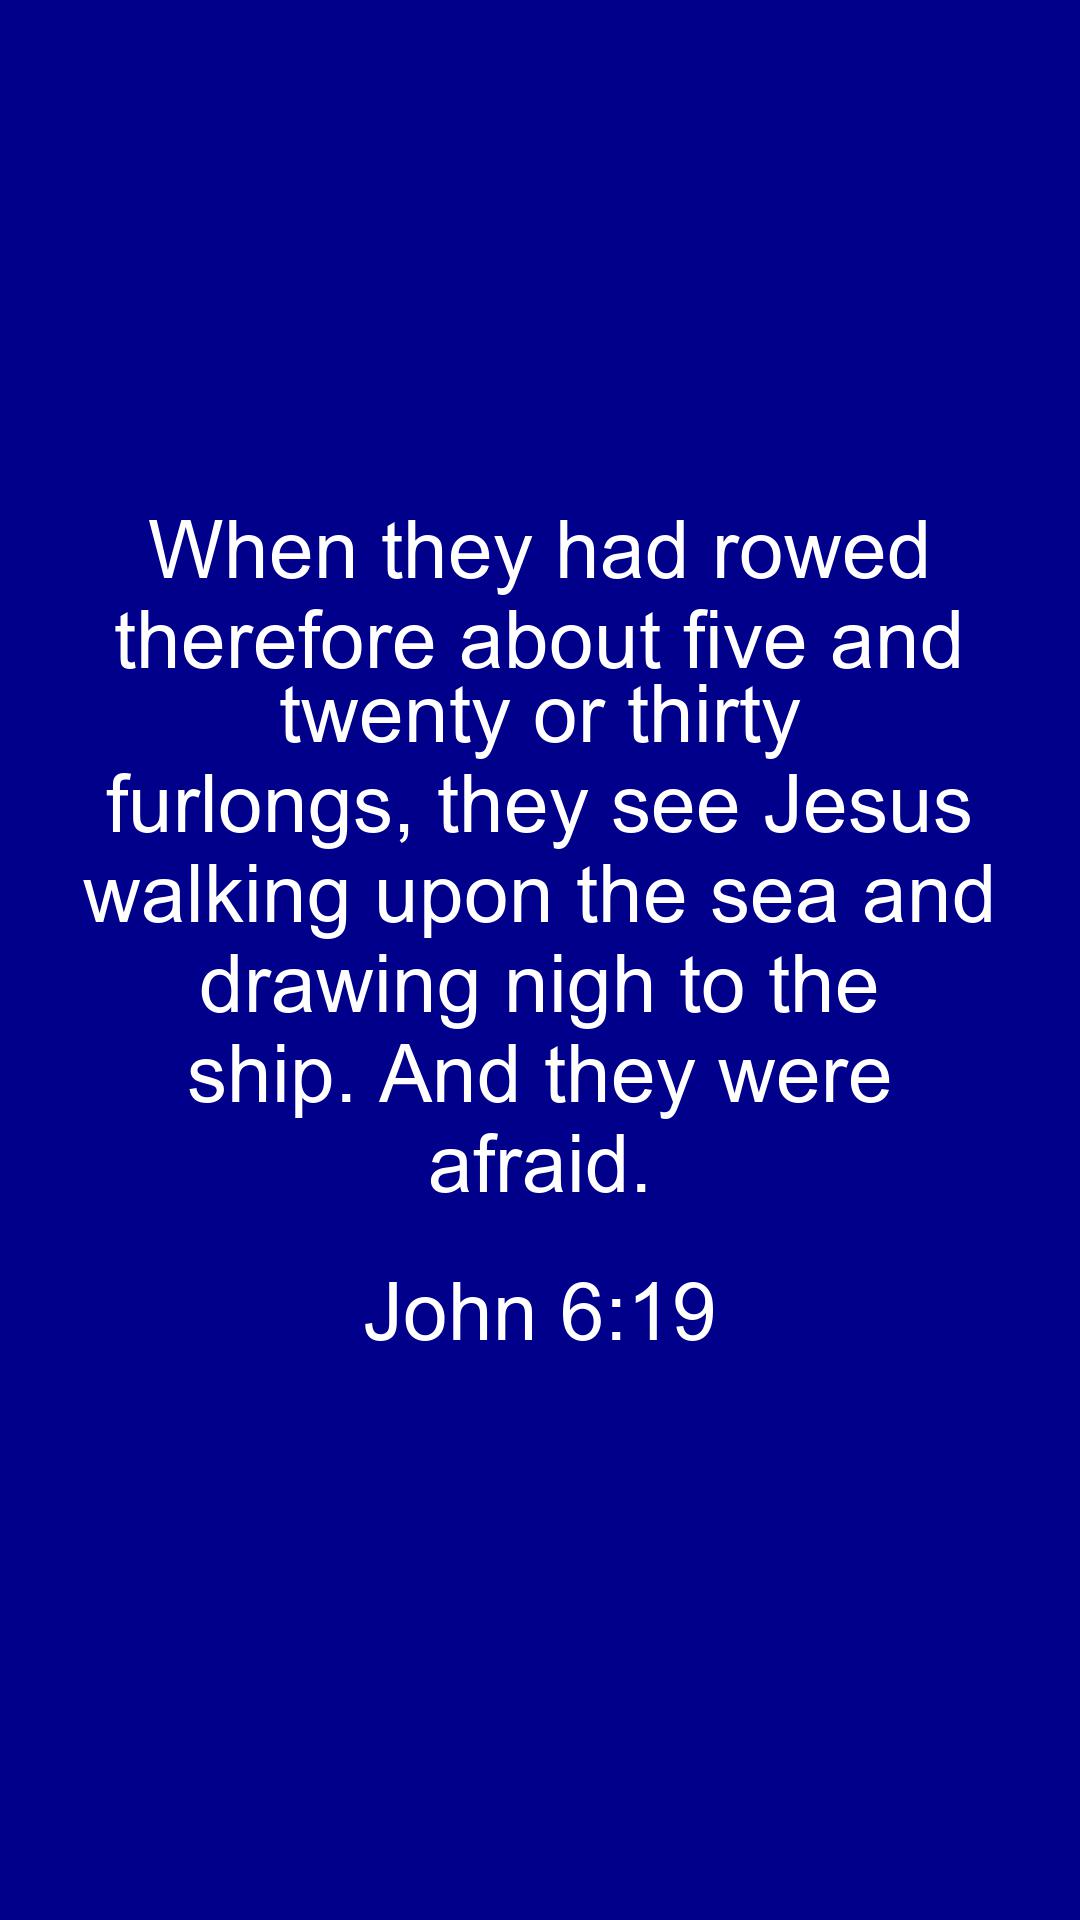 When they had rowed
therefore about five and
twenty or thirty
furlongs, they see Jesus
walking upon the sea and
drawing nigh to the
ship. And they were
afraid.
John 6:19